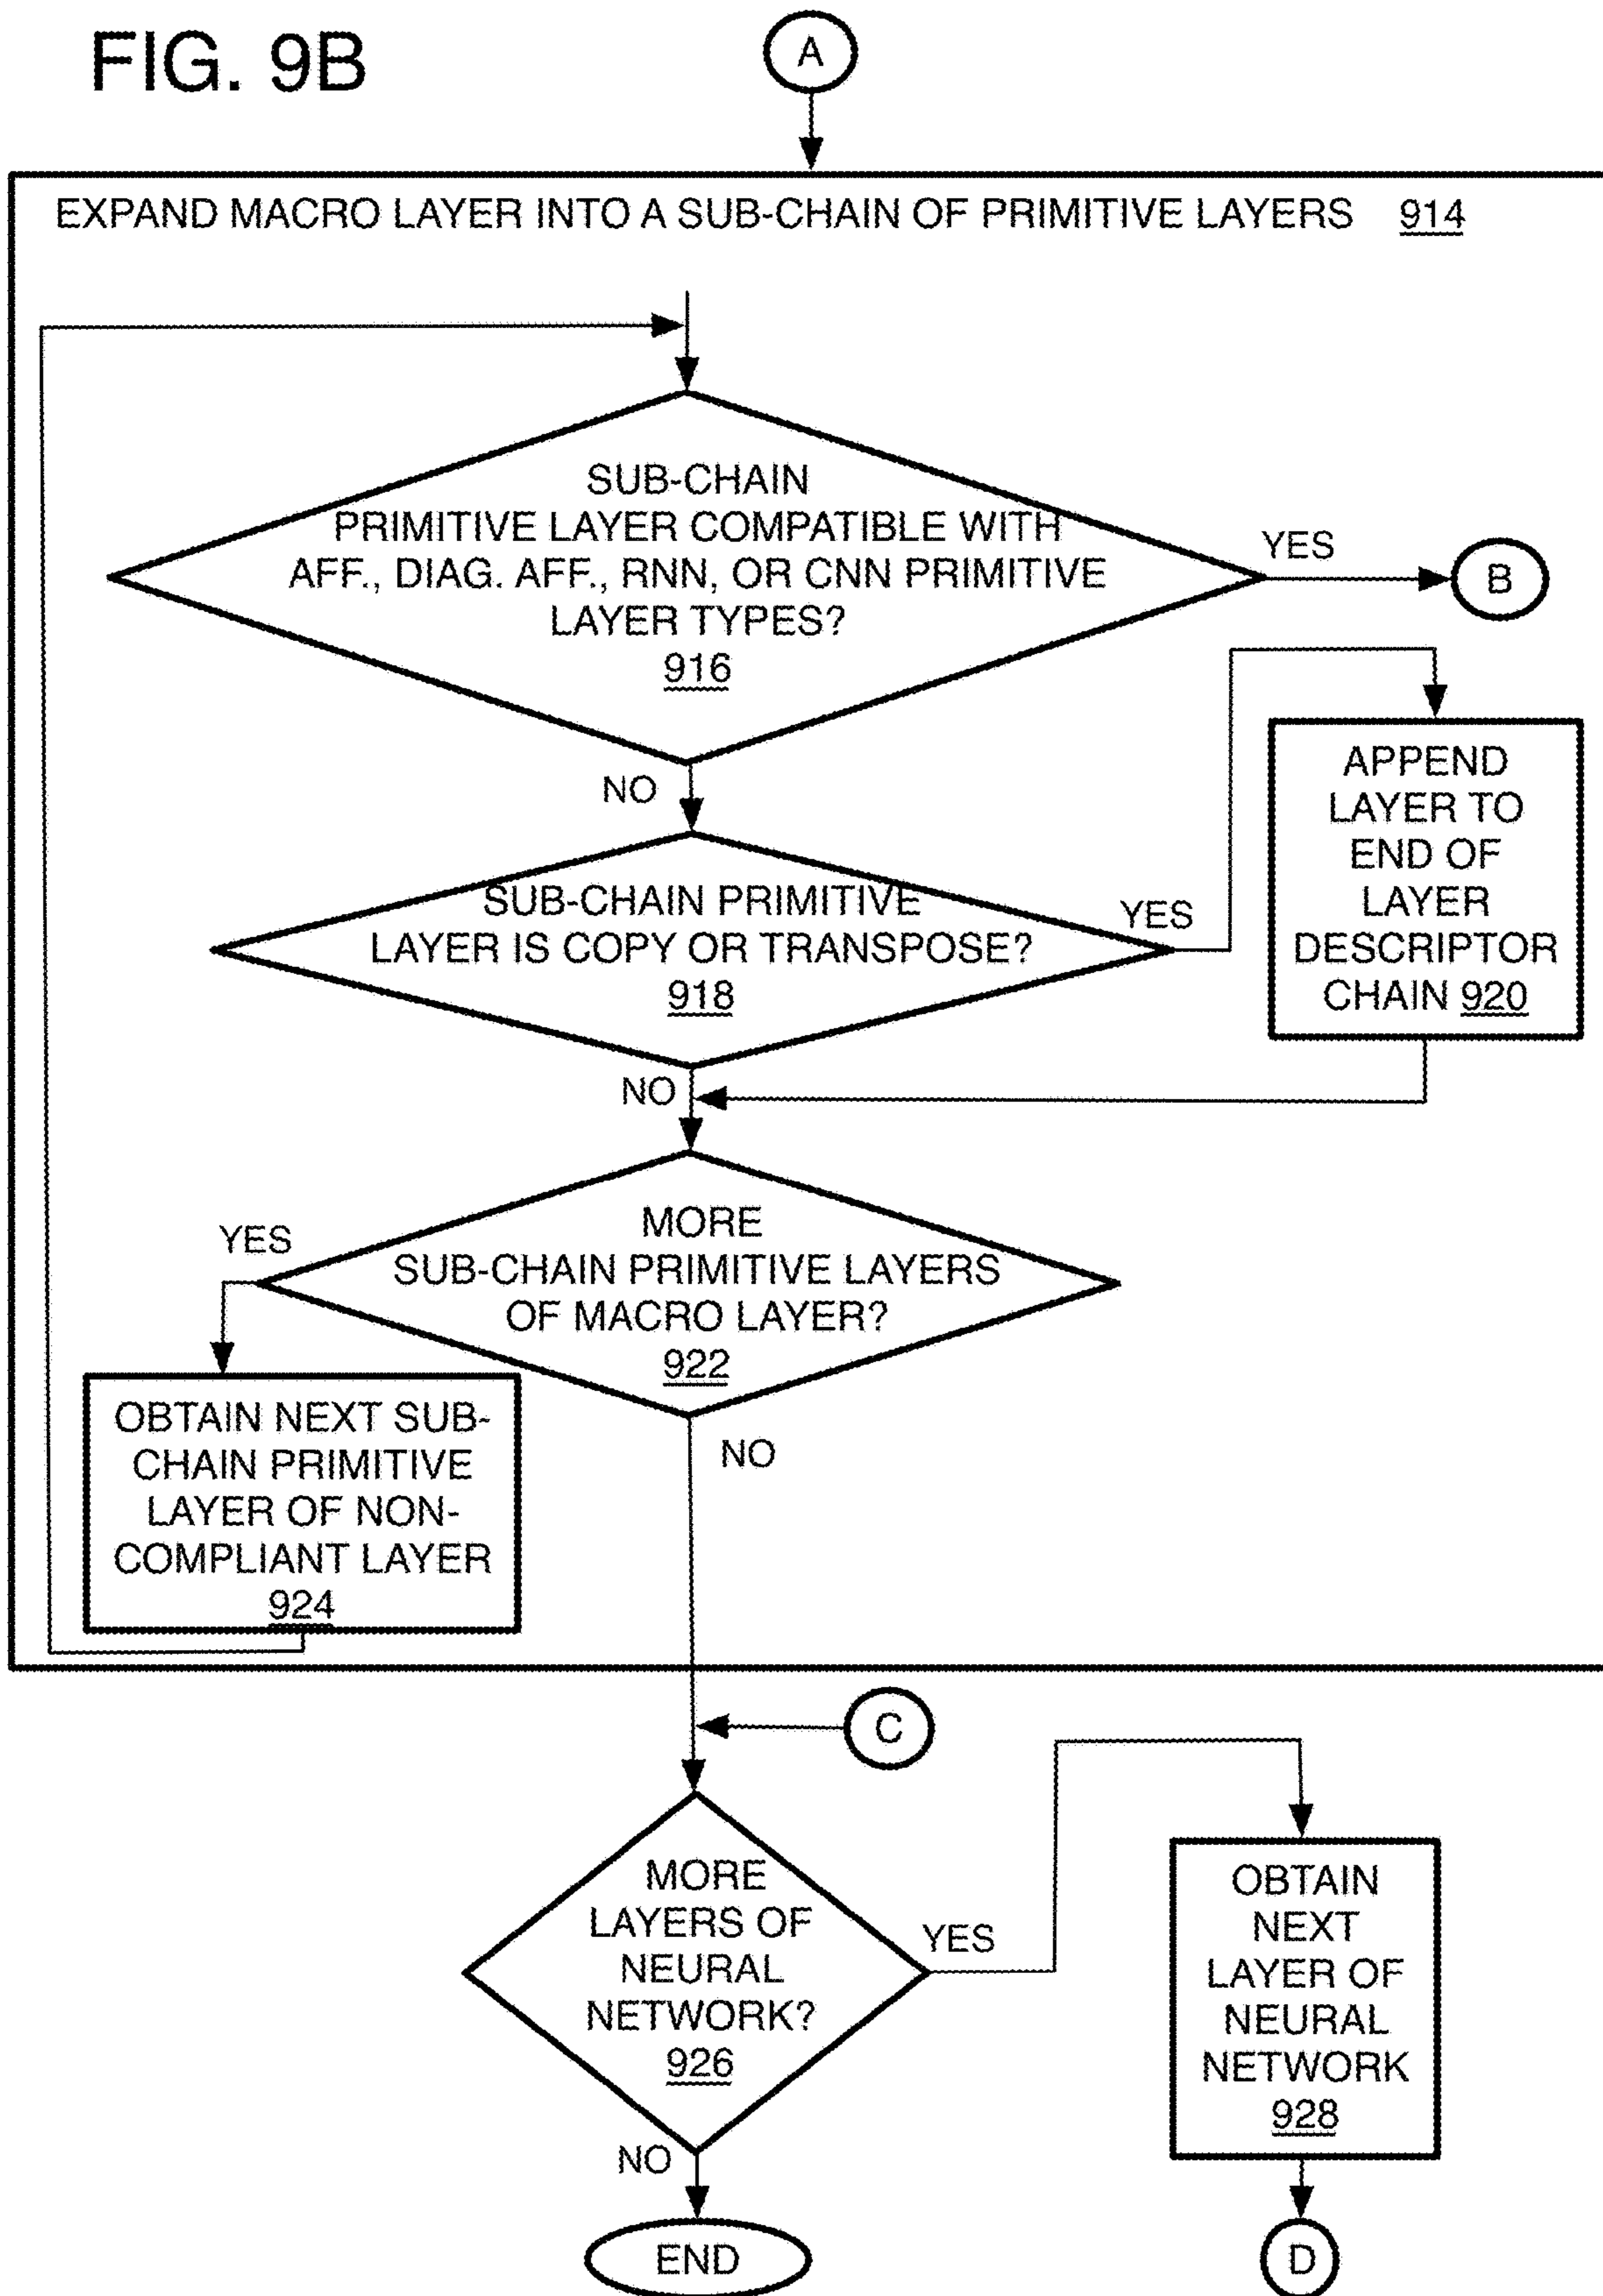 FIG. 9B
A
EXPAND MACRO LAYER INTO A SUB-CHAIN OF PRIMITIVE LAYERS 914
SUB-CHAIN
PRIMITIVE LAYER COMPATIBLE WITH
AFF., DIAG. AFF., RNN, OR CNN PRIMITIVE
LAYER TYPES?
916
YES
B
NO
SUB-CHAIN PRIMITIVE
LAYER IS COPY OR TRANSPOSE?
918
YES
APPEND
LAYER TO
END OF
LAYER
DESCRIPTOR
CHAIN 920
NO
MORE
SUB-CHAIN PRIMITIVE LAYERS
OF MACRO LAYER?
922
YES
OBTAIN NEXT SUB-
CHAIN PRIMITIVE
LAYER OF NON-
COMPLIANT LAYER
924
NO
C
MORE
LAYERS OF
NEURAL
NETWORK?
926
YES
OBTAIN
NEXT
LAYER OF
NEURAL
NETWORK
928
NO
END
D